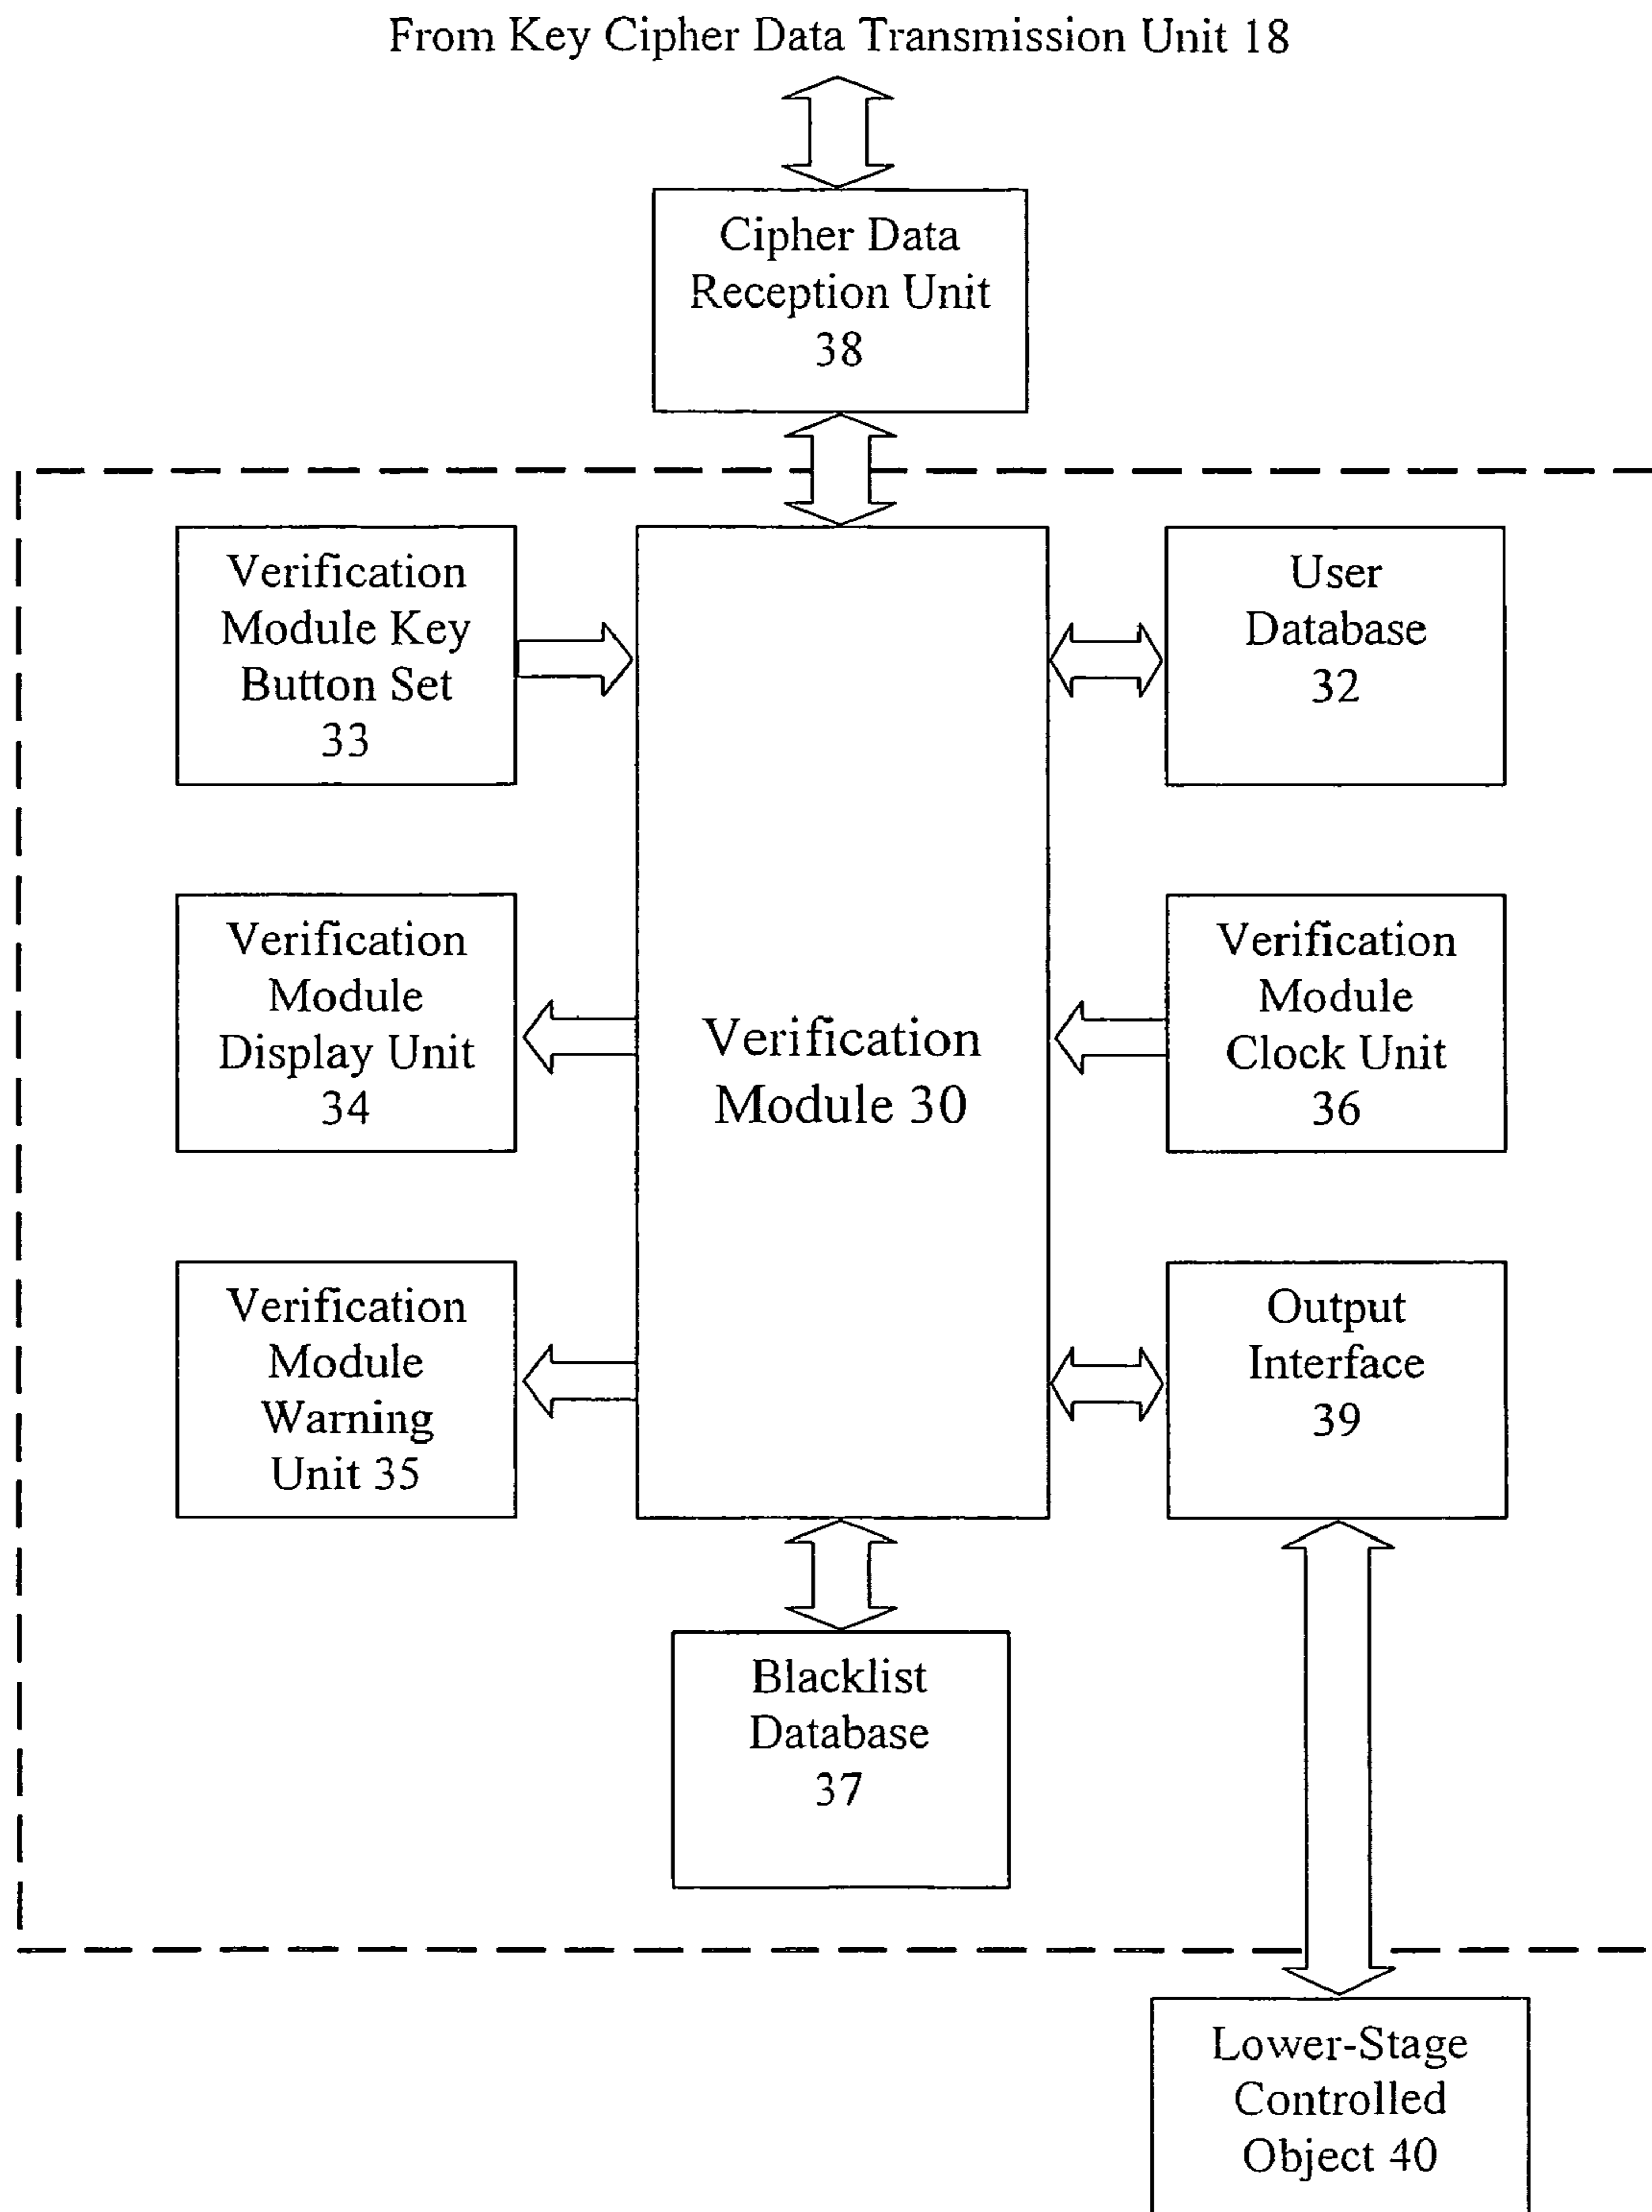 From Key Cipher Data Transmission Unit 18
Cipher Data
Reception Unit
38
Verification
Module Key
Button Set
33
User
Database
32
Verification
Module
Display Unit
34
Verification
Module 30
Verification
Module
Clock Unit
36
Verification
Module
Warning
Unit 35
Output
Interface
39
Blacklist
Database
37
Lower-Stage
Controlled
Object 40